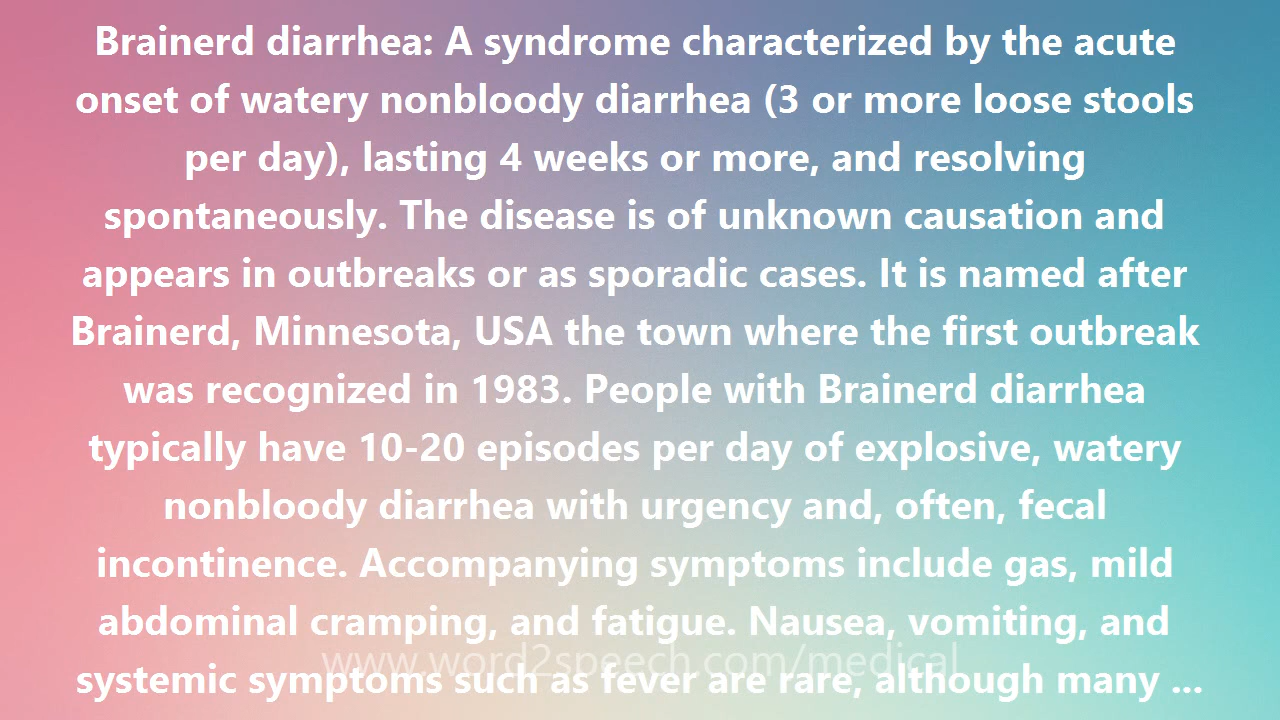 Brainerd diarrhea: A syndrome characterized by the acute
onset of watery nonbloody diarrhea (3 or more loose stools
per day), lasting 4 weeks or more, and resolving
spontaneously. The disease is of unknown causation and
appears in outbreaks or as sporadic cases. It is named after
Brainerd, Minnesota, USA the town where the first outbreak
was recognized in 1983. People with Brainerd diarrhea
typically have 10-20 episodes per day of explosive, watery
nonbloody diarrhea with urgency and, often, fecal
incontinence. Accompanying symptoms include gas, mild
abdominal cramping, and fatigue. Nausea, vomiting, and
www.word2speech.com/medical
systemic symptoms such as fever are rare, although many ...